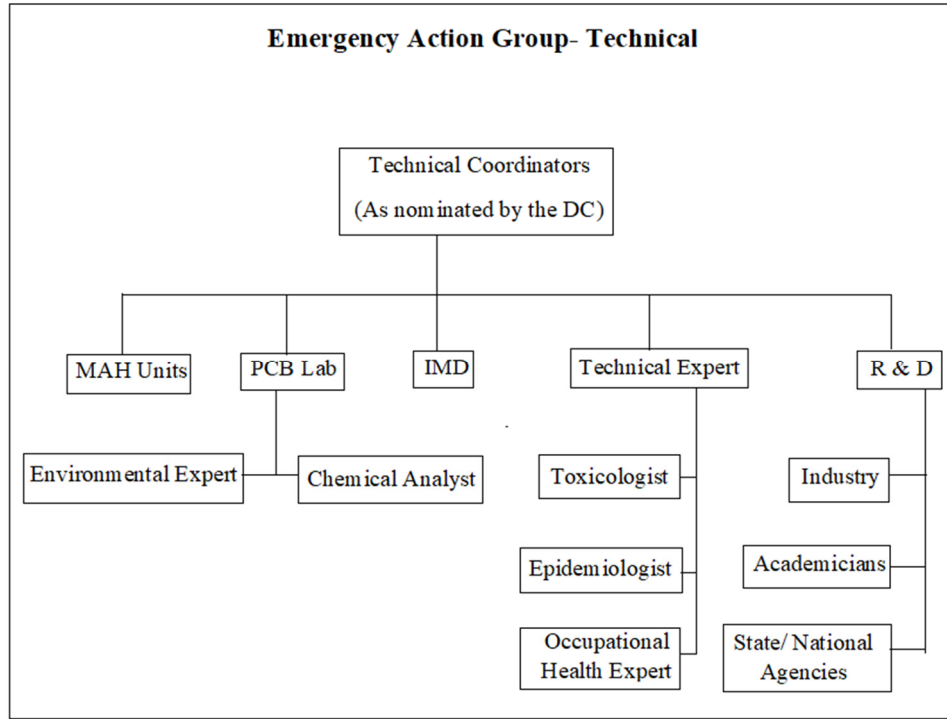 Emergency Action Group- Technical
Technical Coordinators
(As nominated by the DC)
MAH Units
PCB Lab
IMD
Technical Expert
R & D
Environmental Expert
Chemical Analyst
Toxicologist
Industry
Epidemiologist
Academicians
Occupational
Health Expert
State/ National
Agencies